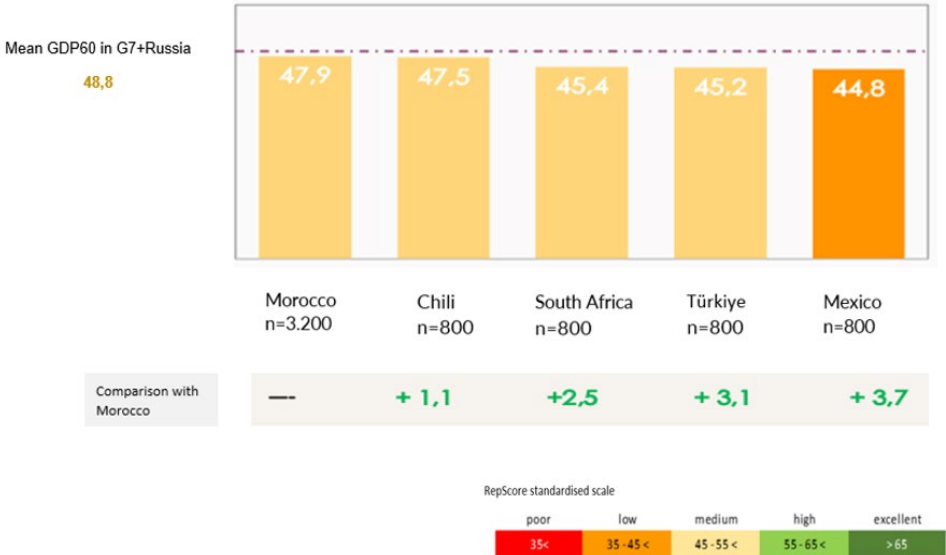 Mean GDP60 in G7+Russia
48,8
47,9 47,5 45,4 45,2 44,8
Morocco Chili South Africa Türkiye Mexico
n=3.200 n=800 n=800 n=800 n=800
Comparison with
Morocco
—- + 1,1 +2,5 + 3,1 + 3,7
RepScore standardised scale
poor low medium high excellent
35< 35 - 45 < 45 - 55 < 55 - 65 < > 65